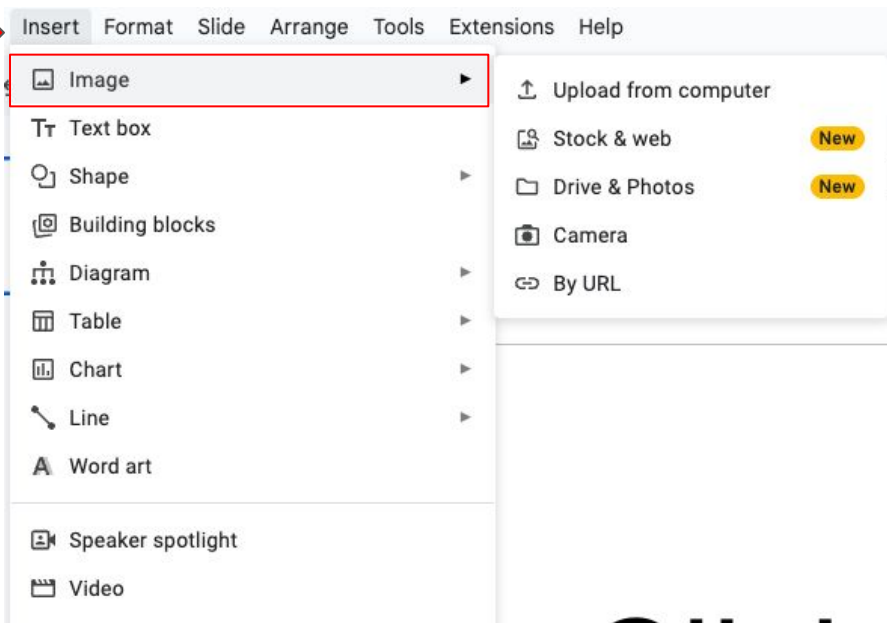 Insert Format Slide Arrange Tools Extensions Help
Image
Text box
Shape
Building blocks
Diagram
Table
Chart
Line
Word art
Speaker spotlight
Video
Upload from computer
Stock & web New
Drive & Photos New
Camera
By URL